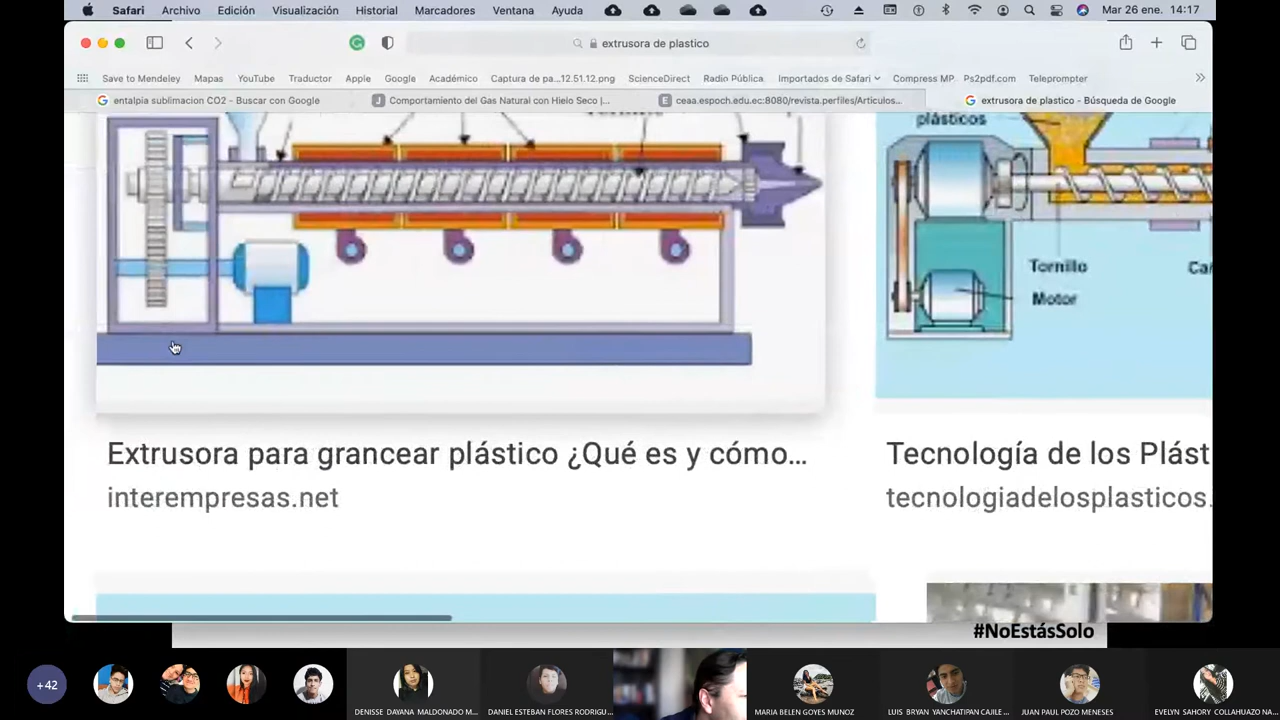 Safari Archivo Edición Visualización Historial Marcadores Ventana Ayuda Mar 26 ene. 14:17
extrusora de plastico
Save to Mendeley Mapas YouTube Traductor Apple Google Académico Captura de pa...12.51.12.png ScienceDirect Radio Pública Importados de Safari Compress MP. Ps2pdf.com Teleprompter
entalpia sublimacion CO2 - Buscar con Google J Comportamiento del Gas Natural con Hielo Seco |... E ceaa.espoch.edu.ec:8080/revista.perfiles/Articulos... extrusora de plastico - Búsqueda de Google
plásticos
Tornillo
Motor
Extrusora para grancear plástico ¿Qué es y cómo...
interempresas.net
Tecnología de los Plást
tecnologiadelosplasticos.
#NoEstásSolo
+42
DENISSE DAYANA MALDONADO M... DANIEL ESTEBAN FLORES RODRIGU... MARIA BELEN GOYES MUNOZ LUIS BRYAN YANCHATIPAN CAJILE... JUAN PAUL POZO MENESES EVELYN SAHORY COLLAHUAZO NA...